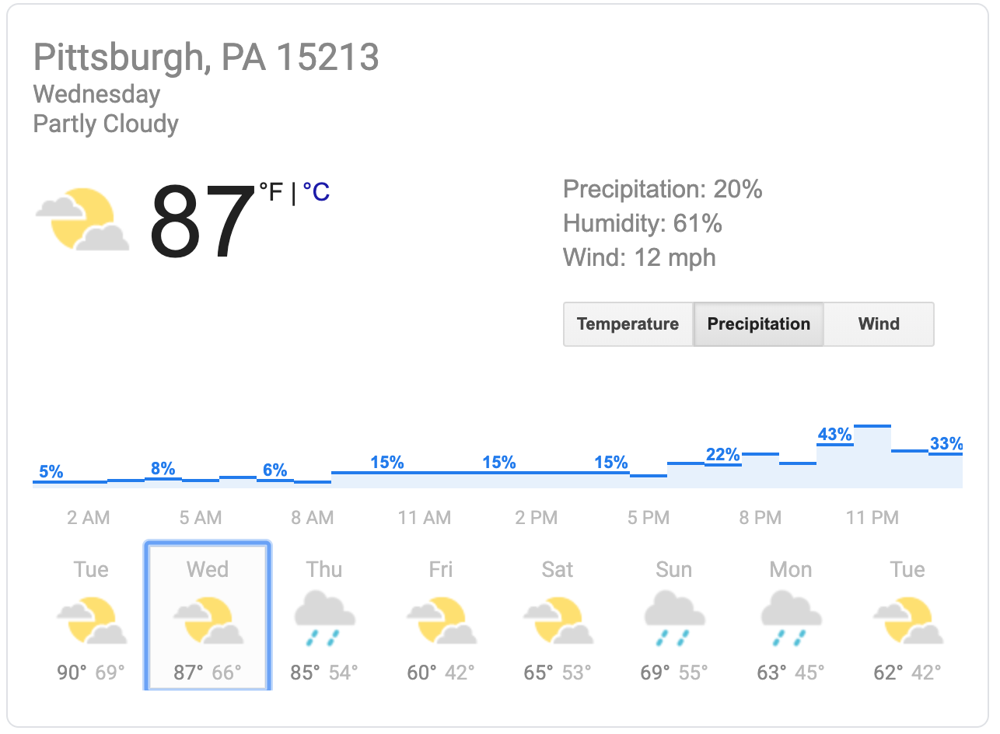 Pittsburgh, PA 15213
Wednesday
Partly Cloudy
87 °F | °C
Precipitation: 20%
Humidity: 61%
Wind: 12 mph
Temperature Precipitation Wind
5% 8% 6% 15% 15% 15% 22% 43% 33%
2 AM 5 AM 8 AM 11 AM 2 PM 5 PM 8 PM 11 PM
Tue Wed Thu Fri Sat Sun Mon Tue
90° 69° 87° 66° 85° 54° 60° 42° 65° 53° 69° 55° 63° 45° 62° 42°